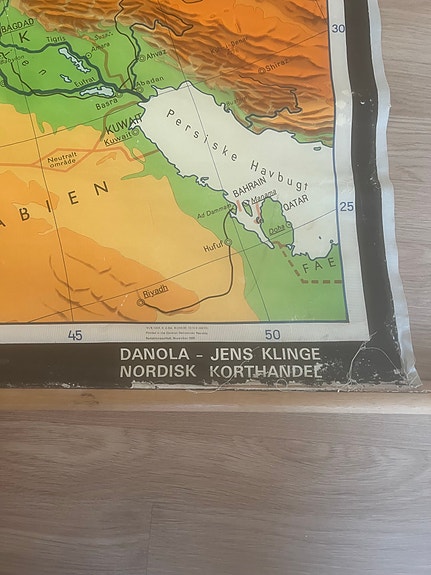 BAGDAD
30
Tigris
K
Amara
Ahvaz
Shiraz
Eufrat
Abadan
Basra
KUWAIT
Kuwait
Persiske Havbugt
Neutralt
område
BAHRAIN
Manama
ABIEN
Ad Dammam
QATAR
25
Doha
Hufuf
FAE
Riyadh
45
50
DANOLA - JENS KLINGE
NORDISK KORTHANDEL